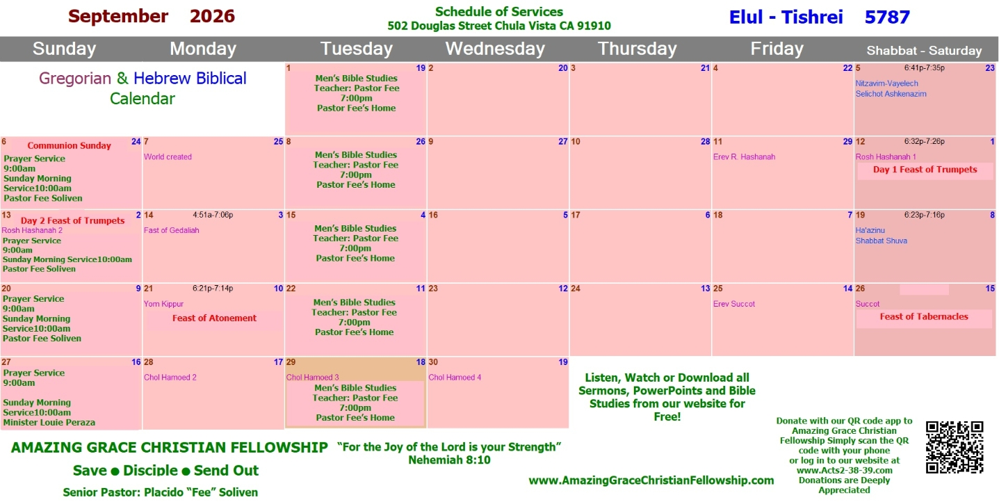 September 2026
Schedule of Services
502 Douglas Street Chula Vista CA 91910
Elul - Tishrei 5787
Sunday Monday Tuesday Wednesday Thursday Friday Shabbat - Saturday
Gregorian & Hebrew Biblical
Calendar
1 19
Men's Bible Studies
Teacher: Pastor Fee
7:00pm
Pastor Fee's Home
2 20
3 21
4 22
5 6:41p-7:35p 23
Nitzavim-Vayelech
Selichot Ashkenazim
6 24
Communion Sunday
Prayer Service
9:00am
Sunday Morning
Service10:00am
Pastor Fee Soliven
7 25
World created
8 26
Men's Bible Studies
Teacher: Pastor Fee
7:00pm
Pastor Fee's Home
9 27
10 28
11 29
Erev R. Hashanah
12 6:32p-7:26p 1
Rosh Hashanah 1
Day 1 Feast of Trumpets
13 2
Day 2 Feast of Trumpets
Rosh Hashanah 2
Prayer Service
9:00am
Sunday Morning Service10:00am
Pastor Fee Soliven
14 4:51a-7:06p 3
Fast of Gedaliah
15 4
Men's Bible Studies
Teacher: Pastor Fee
7:00pm
Pastor Fee's Home
16 5
17 6
18 7
19 6:23p-7:16p 8
Ha'azinu
Shabbat Shuva
20 9
Prayer Service
9:00am
Sunday Morning
Service10:00am
Pastor Fee Soliven
21 6:21p-7:14p 10
Yom Kippur
Feast of Atonement
22 11
Men's Bible Studies
Teacher: Pastor Fee
7:00pm
Pastor Fee's Home
23 12
24 13
25 14
Erev Succot
26 15
Succot
Feast of Tabernacles
27 16
Prayer Service
9:00am
Sunday Morning
Service10:00am
Minister Louie Peraza
28 17
Chol Hamoed 2
29 18
Chol Hamoed 3
Men's Bible Studies
Teacher: Pastor Fee
7:00pm
Pastor Fee's Home
30 19
Chol Hamoed 4
Listen, Watch or Download all
Sermons, PowerPoints and Bible
Studies from our website for
Free!
AMAZING GRACE CHRISTIAN FELLOWSHIP
Save ● Disciple ● Send Out
Senior Pastor: Placido "Fee" Soliven
"For the Joy of the Lord is your Strength"
Nehemiah 8:10
www.AmazingGraceChristianFellowship.com
Donate with our QR code app to
Amazing Grace Christian
Fellowship Simply scan the QR
code with your phone
or log in to our website at
www.Acts2-38-39.com
Donations are Deeply
Appreciated